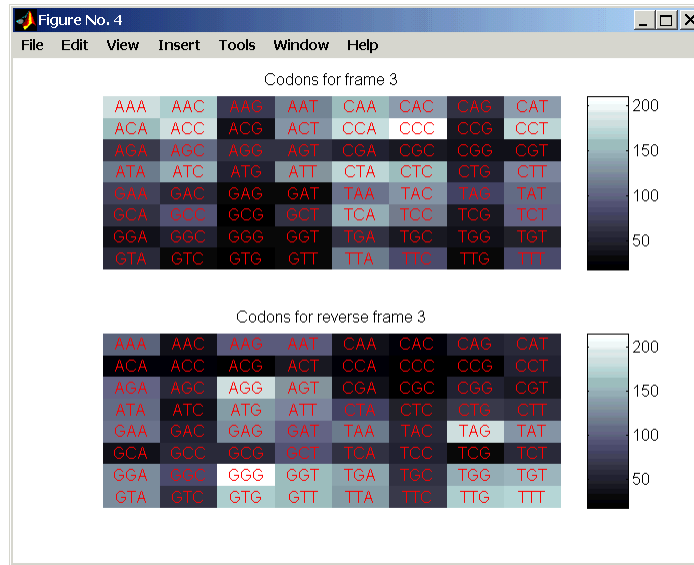 Figure No. 4
File Edit View Insert Tools Window Help
Codons for frame 3
AAA AAC AAG AAT CAA CAC CAG CAT
ACA ACC ACG ACT CCA CCC CCG CCT
AGA AGC AGG AGT CGA CGC CGG CGT
ATA ATC ATG ATT CTA CTC CTG CTT
GAA GAC GAG GAT TAA TAC TAG TAT
GCA GCC GCG GCT TCA TCC TCG TCT
GGA GGC GGG GGT TGA TGC TGG TGT
GTA GTC GTG GTT TTA TTC TTG TTT
200
150
100
50
Codons for reverse frame 3
AAA AAC AAG AAT CAA CAC CAG CAT
ACA ACC ACG ACT CCA CCC CCG CCT
AGA AGC AGG AGT CGA CGC CGG CGT
ATA ATC ATG ATT CTA CTC CTG CTT
GAA GAC GAG GAT TAA TAC TAG TAT
GCA GCC GCG GCT TCA TCC TCG TCT
GGA GGC GGG GGT TGA TGC TGG TGT
GTA GTC GTG GTT TTA TTC TTG TTT
200
150
100
50